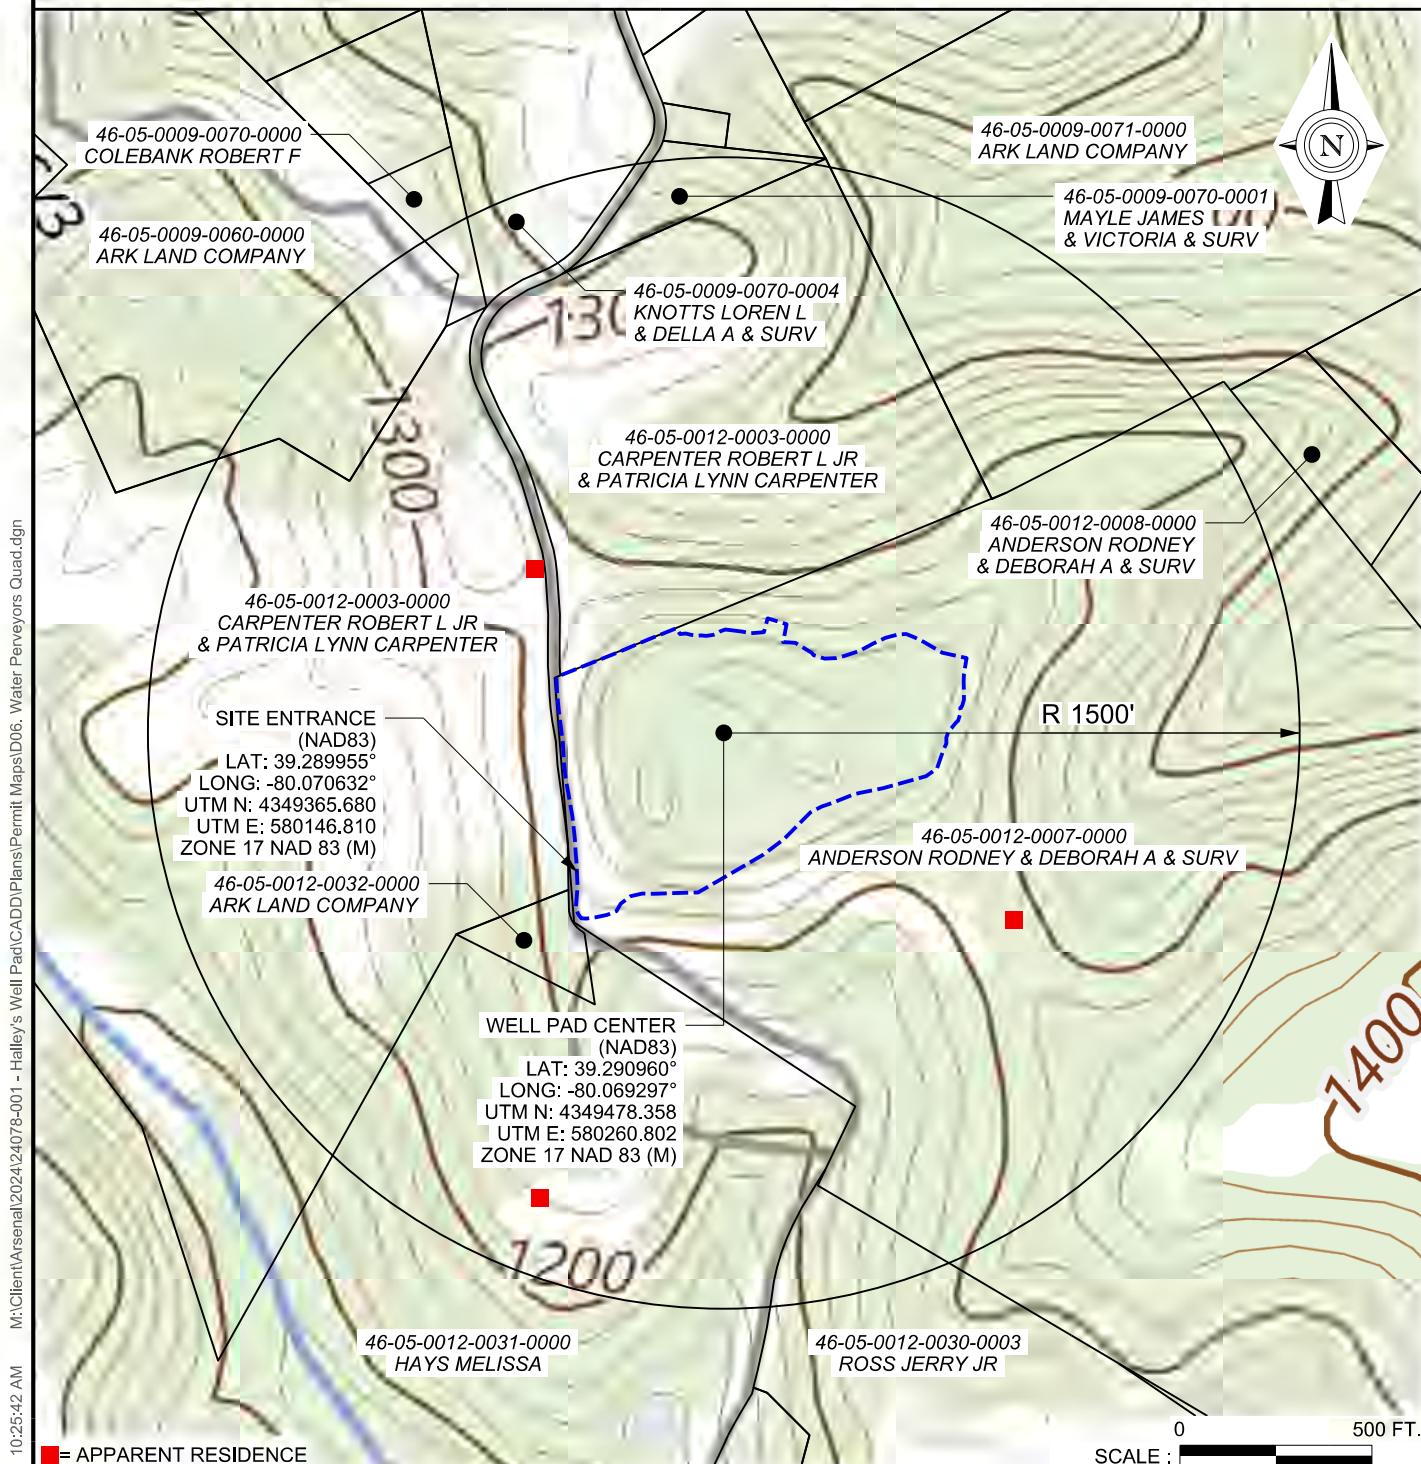 46-05-0009-0070-0000
COLEBANK ROBERT F
46-05-0009-0071-0000
ARK LAND COMPANY
N
46-05-0009-0070-0001
MAYLE JAMES
& VICTORIA & SURV
46-05-0009-0060-0000
ARK LAND COMPANY
46-05-0009-0070-0004
KNOTTS LOREN L
& DELLA A & SURV
1300
46-05-0012-0003-0000
CARPENTER ROBERT L JR
& PATRICIA LYNN CARPENTER
46-05-0012-0008-0000
ANDERSON RODNEY
& DEBORAH A & SURV
46-05-0012-0003-0000
CARPENTER ROBERT L JR
& PATRICIA LYNN CARPENTER
SITE ENTRANCE
(NAD83)
LAT: 39.289955°
LONG: -80.070632°
UTM N: 4349365.680
UTM E: 580146.810
ZONE 17 NAD 83 (M)
R 1500'
46-05-0012-0007-0000
ANDERSON RODNEY & DEBORAH A & SURV
46-05-0012-0032-0000
ARK LAND COMPANY
WELL PAD CENTER
(NAD83)
LAT: 39.290960°
LONG: -80.069297°
UTM N: 4349478.358
UTM E: 580260.802
ZONE 17 NAD 83 (M)
1400
1200
46-05-0012-0031-0000
HAYS MELISSA
46-05-0012-0030-0003
ROSS JERRY JR
= APPARENT RESIDENCE
0 500 FT.
SCALE :
10:25:42 AM M:\Client\Arsenal\2024\24078-001 - Halley's Well Pad\CADD\Plans\Permit Maps\D06. Water Perveyors Quad.dgn